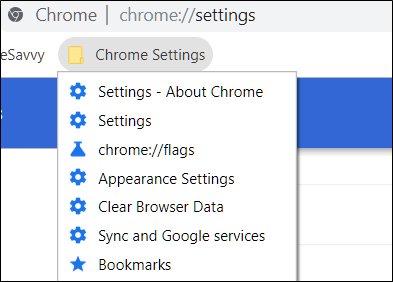 Chrome | chrome://settings
eSavvy Chrome Settings
s
Settings - About Chrome
Settings
chrome://flags
Appearance Settings
Clear Browser Data
Sync and Google services
Bookmarks